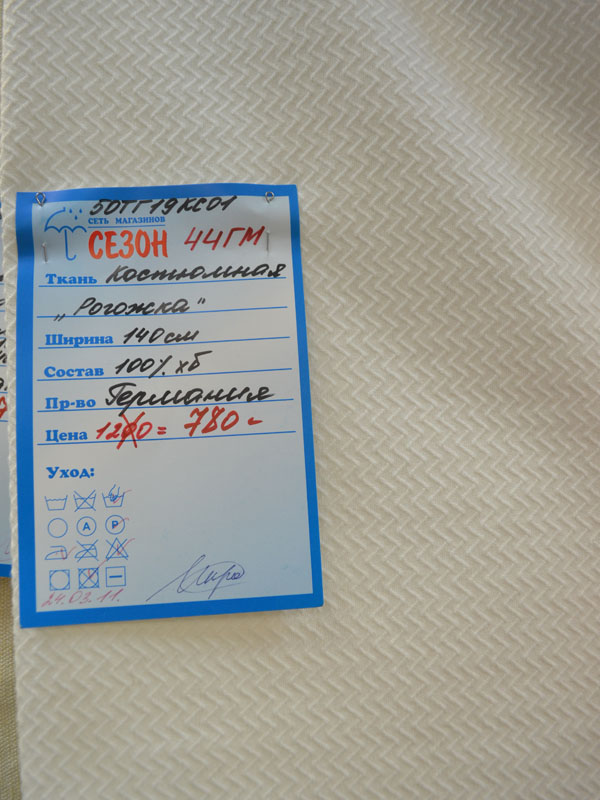 50ТГ19КС01
СЕТЬ МАГАЗИНОВ
СЕЗОН 44ГМ
Ткань Костюмная
„Рогожка"
Ширина 140см
Состав 100% хб
Пр-во Германия
Цена 1200= 780-
Уход:
A P
24.03.11.